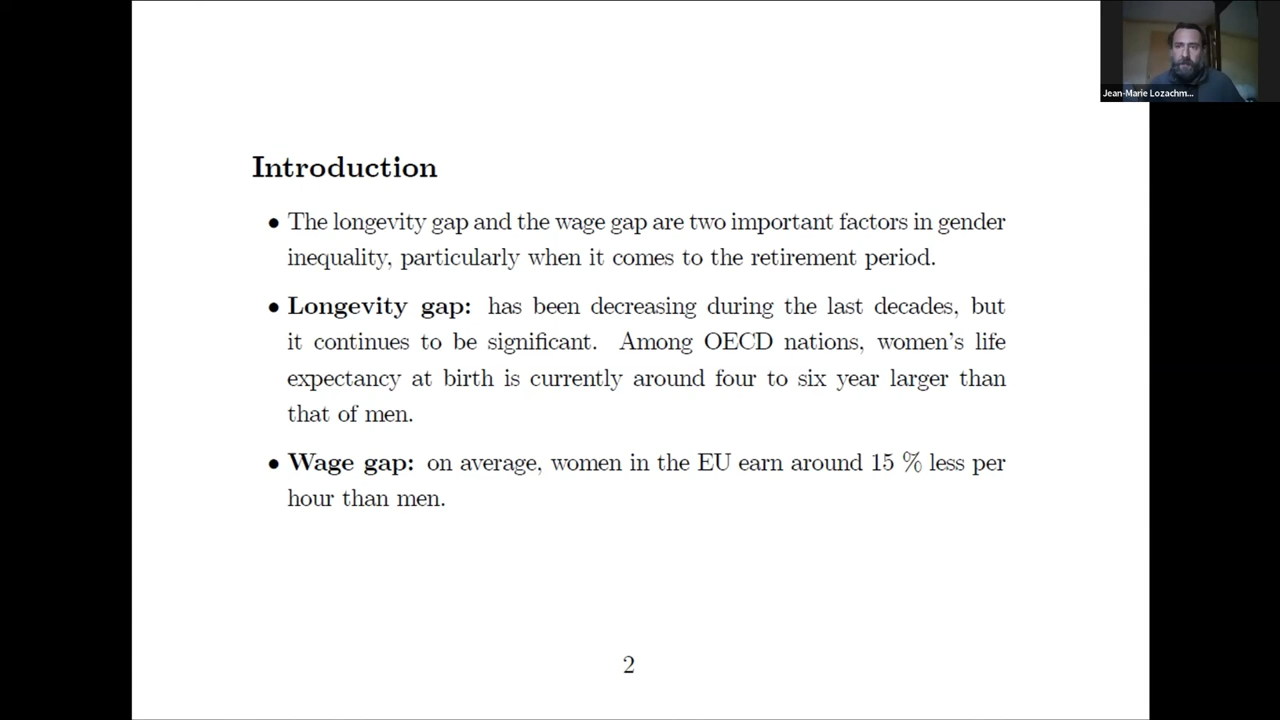 Jean-Marie Lozachm...
Introduction
• The longevity gap and the wage gap are two important factors in gender
inequality, particularly when it comes to the retirement period.
• Longevity gap: has been decreasing during the last decades, but
it continues to be significant. Among OECD nations, women's life
expectancy at birth is currently around four to six year larger than
that of men.
• Wage gap: on average, women in the EU earn around 15 % less per
hour than men.
2